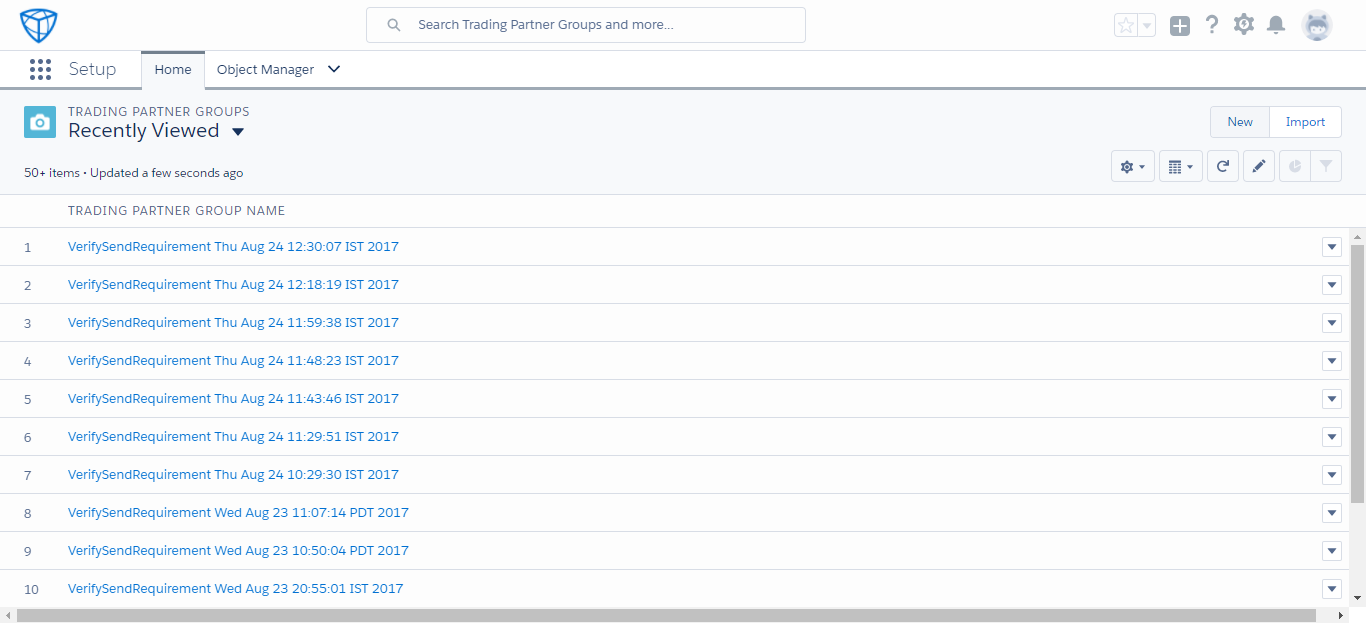 Search Trading Partner Groups and more...
Setup
Home
Object Manager
TRADING PARTNER GROUPS
Recently Viewed
New
Import
50+ items • Updated a few seconds ago
TRADING PARTNER GROUP NAME
1 VerifySendRequirement Thu Aug 24 12:30:07 IST 2017
2 VerifySendRequirement Thu Aug 24 12:18:19 IST 2017
3 VerifySendRequirement Thu Aug 24 11:59:38 IST 2017
4 VerifySendRequirement Thu Aug 24 11:48:23 IST 2017
5 VerifySendRequirement Thu Aug 24 11:43:46 IST 2017
6 VerifySendRequirement Thu Aug 24 11:29:51 IST 2017
7 VerifySendRequirement Thu Aug 24 10:29:30 IST 2017
8 VerifySendRequirement Wed Aug 23 11:07:14 PDT 2017
9 VerifySendRequirement Wed Aug 23 10:50:04 PDT 2017
10 VerifySendRequirement Wed Aug 23 20:55:01 IST 2017